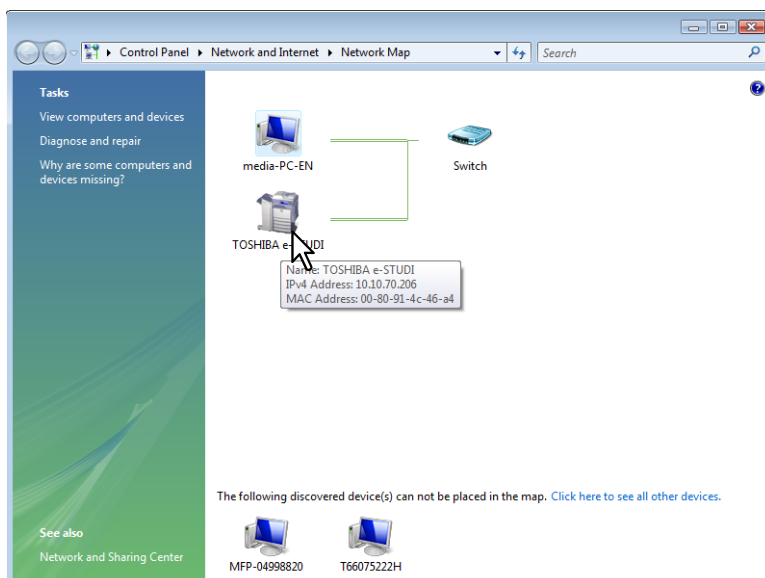 Control Panel Network and Internet Network Map
Search
Tasks
View computers and devices
Diagnose and repair
Why are some computers and
devices missing?
media-PC-EN
Switch
TOSHIBA e-STUDI
Name: TOSHIBA e-STUDI
IPv4 Address: 10.10.70.206
MAC Address: 00-80-91-4c-46-a4
The following discovered device(s) can not be placed in the map. Click here to see all other devices.
See also
Network and Sharing Center
MFP-04998820
T66075222H